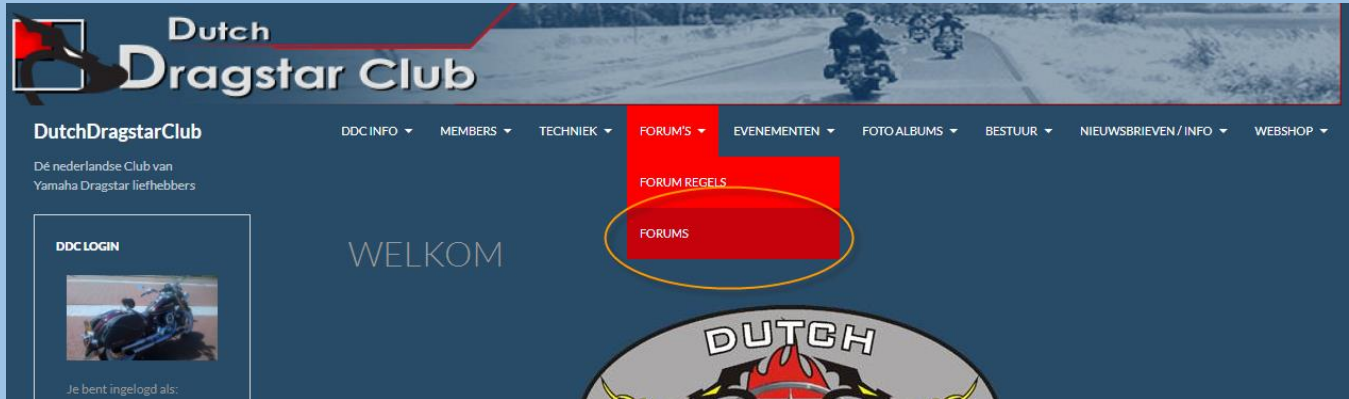 Dutch
Dragstar Club
DutchDragstarClub
DDC INFO MEMBERS TECHNIEK FORUM'S EVENEMENTEN FOTO ALBUMS BESTUUR NIEUWSBRIEVEN / INFO WEBSHOP
Dé nederlandse Club van
Yamaha Dragstar liefhebbers
FORUM REGELS
FORUMS
DDC LOGIN
WELKOM
DUTCH
Je bent ingelogd als: